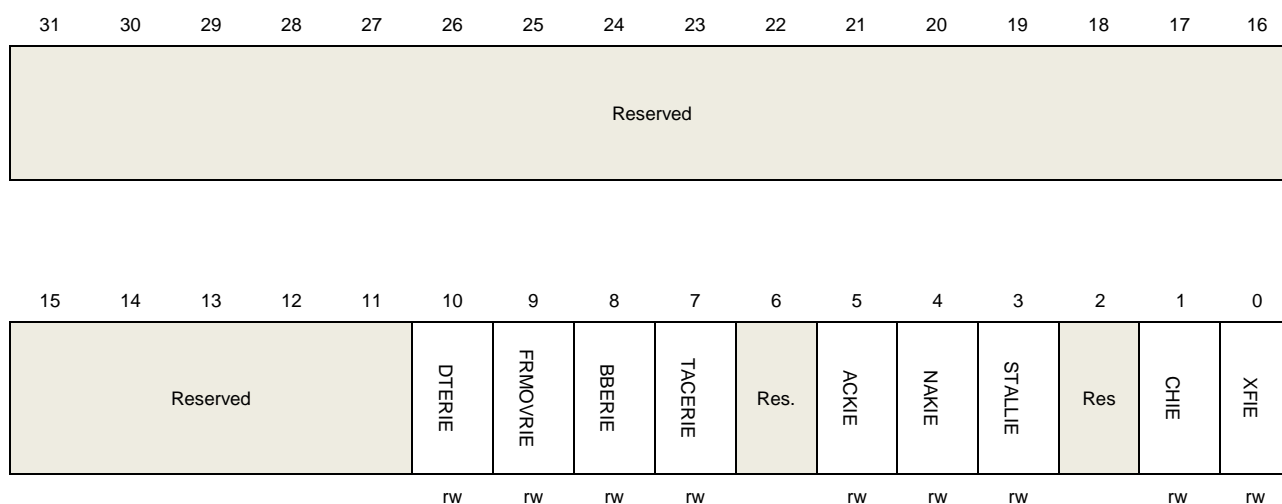 31 30 29 28 27 26 25 24 23 22 21 20 19 18 17 16
Reserved
15 14 13 12 11 10 9 8 7 6 5 4 3 2 1 0
Reserved DTERIE FRMOVRIE BBERIE TACERIE Res. ACKIE NAKIE STALLIE Res CHIE XFIE
rw rw rw rw rw rw rw rw rw